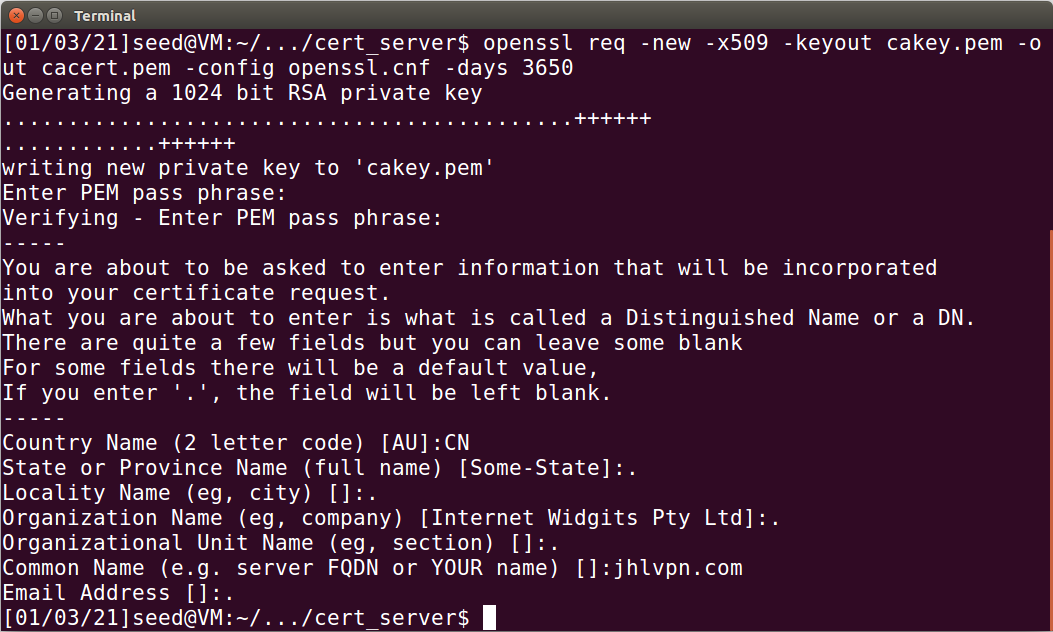 Terminal
[01/03/21]seed@VM:~/.../cert_server$ openssl req -new -x509 -keyout cakey.pem -o
ut cacert.pem -config openssl.cnf -days 3650
Generating a 1024 bit RSA private key
............................................++++++
............++++++
writing new private key to 'cakey.pem'
Enter PEM pass phrase:
Verifying - Enter PEM pass phrase:
-----
You are about to be asked to enter information that will be incorporated
into your certificate request.
What you are about to enter is what is called a Distinguished Name or a DN.
There are quite a few fields but you can leave some blank
For some fields there will be a default value,
If you enter '.', the field will be left blank.
-----
Country Name (2 letter code) [AU]:CN
State or Province Name (full name) [Some-State]:.
Locality Name (eg, city) []:.
Organization Name (eg, company) [Internet Widgits Pty Ltd]:.
Organizational Unit Name (eg, section) []:.
Common Name (e.g. server FQDN or YOUR name) []:jhlvpn.com
Email Address []:.
[01/03/21]seed@VM:~/.../cert_server$